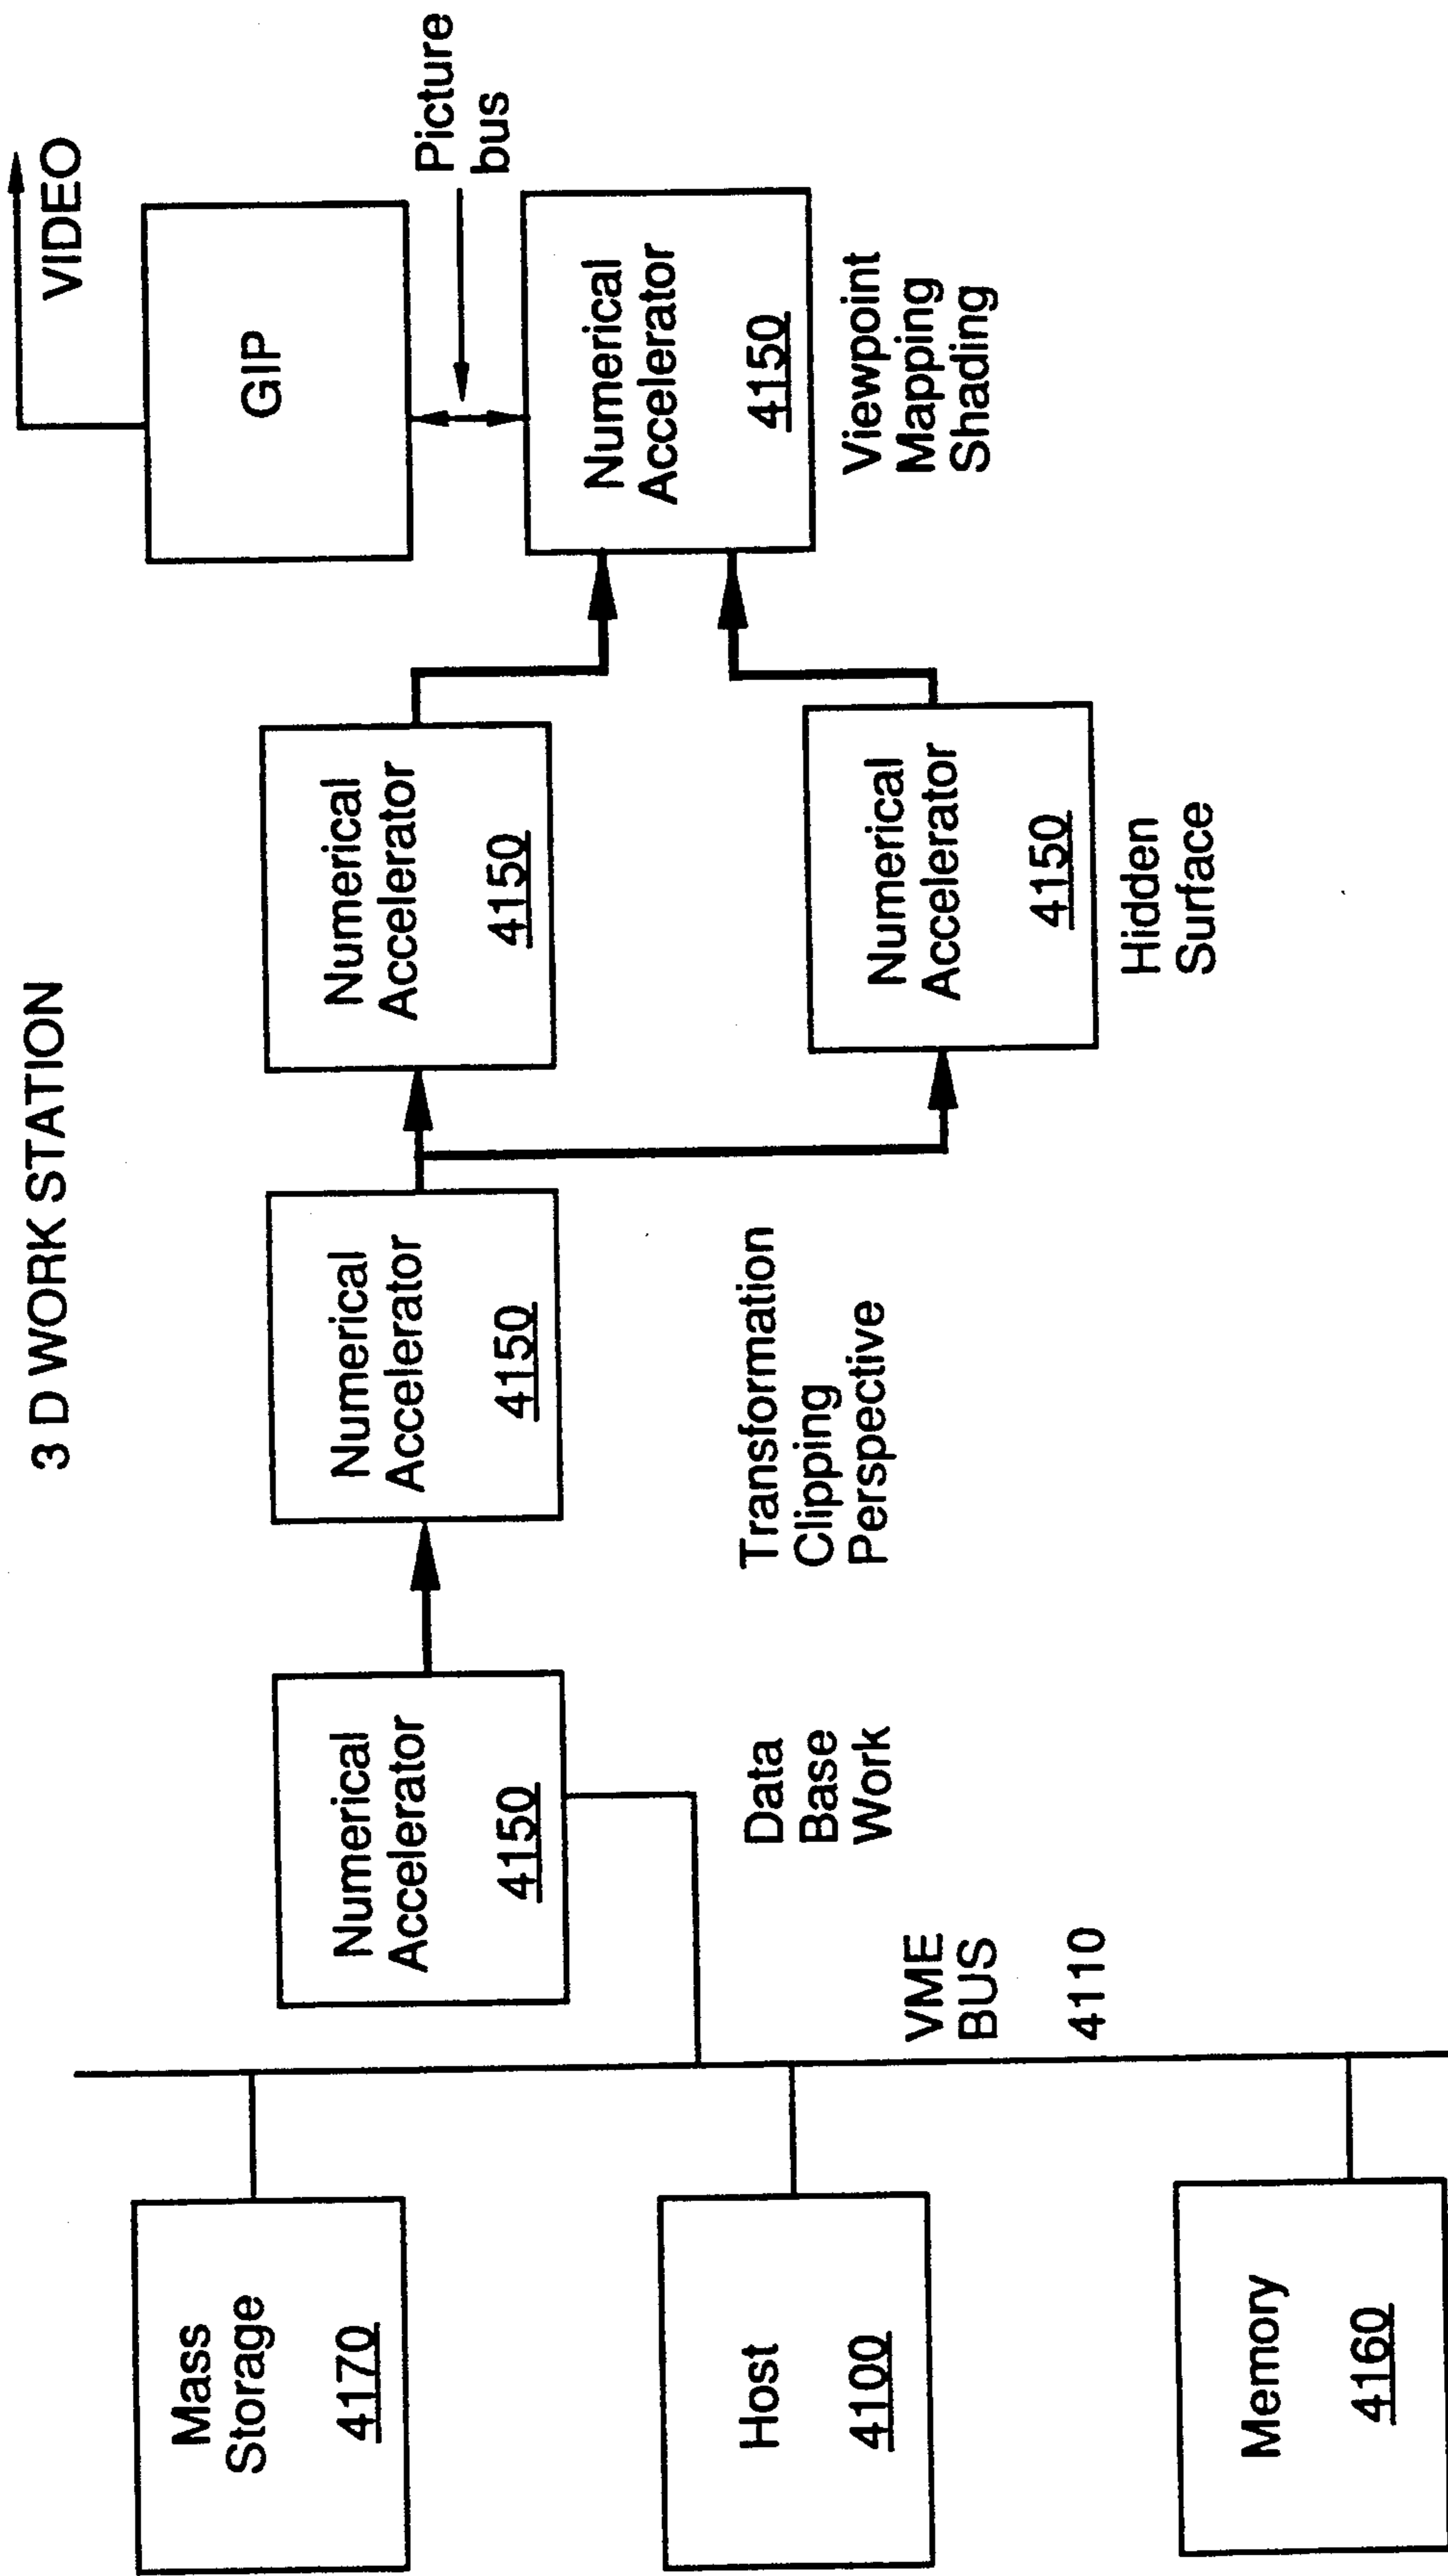 3 D WORK STATION
VIDEO
GIP
Picture
bus
Mass
Storage
4170
Numerical
Accelerator
4150
Numerical
Accelerator
4150
Numerical
Accelerator
4150
Numerical
Accelerator
4150
Viewpoint
Mapping
Shading
Host
4100
Data
Base
Work
Transformation
Clipping
Perspective
Numerical
Accelerator
4150
Hidden
Surface
VME
BUS
4110
Memory
4160